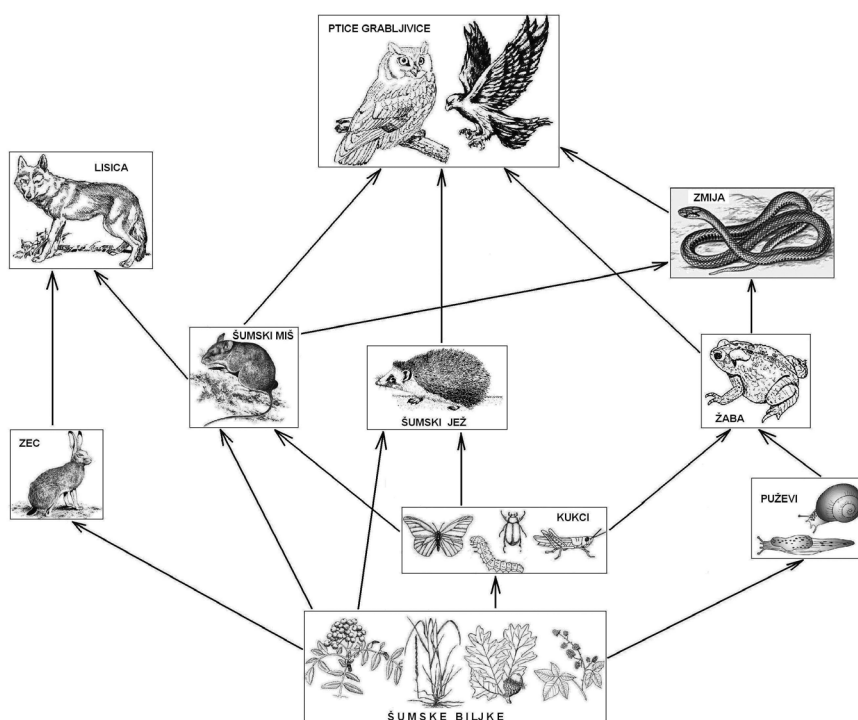 PTICE GRABLJIVICE
LISICA
ZMIJA
ŠUMSKI MIŠ
ŠUMSKI JEŽ
ŽABA
ZEC
KUKCI
PUŽEVI
ŠUMSKE BILJKE